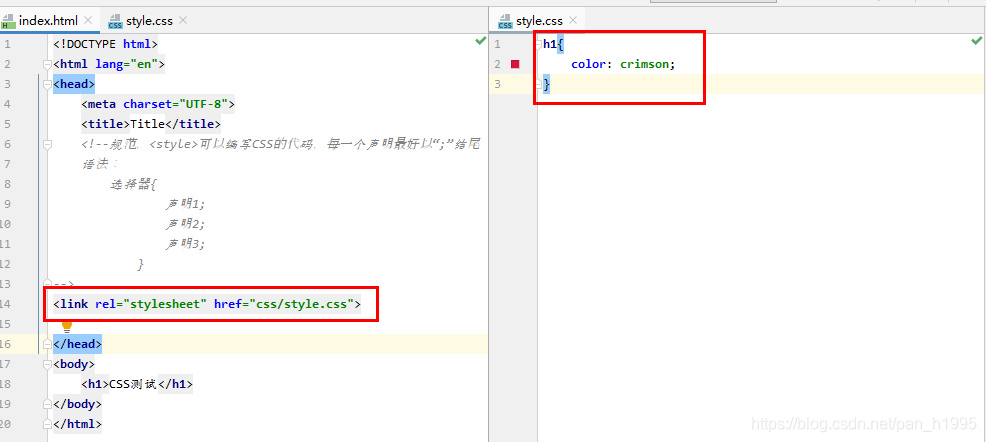 index.html
style.css
style.css
1 <!DOCTYPE html>
2 <html lang="en">
3 <head>
4 <meta charset="UTF-8">
5 <title>Title</title>
6 <!--规范，<style>可以编写CSS的代码，每一个声明最好以“;”结尾
7 语法：
8 选择器{
9 声明1;
10 声明2;
11 声明3;
12 }
13 -->
14 <link rel="stylesheet" href="css/style.css">
15
16 </head>
17 <body>
18 <h1>CSS测试</h1>
19 </body>
20 </html>
1 h1{
2 color: crimson;
3 }
https://blog.csdn.net/pan_h1995